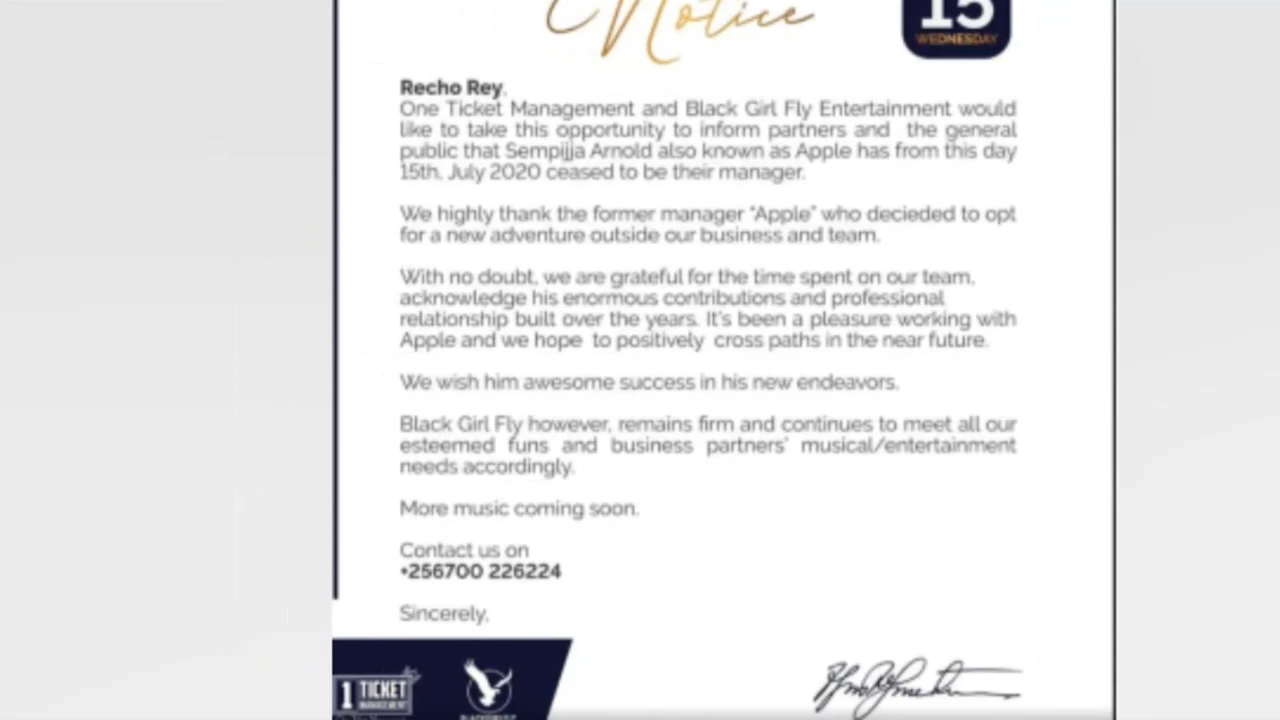 Notice
15
WEDNESDAY
Recho Rey,
One Ticket Management and Black Girl Fly Entertainment would
like to take this opportunity to inform partners and the general
public that Sempijja Arnold also known as Apple has from this day
15th, July 2020 ceased to be their manager.
We highly thank the former manager “Apple” who decieded to opt
for a new adventure outside our business and team.
With no doubt, we are grateful for the time spent on our team,
acknowledge his enormous contributions and professional
relationship built over the years. It's been a pleasure working with
Apple and we hope to positively cross paths in the near future.
We wish him awesome success in his new endeavors.
Black Girl Fly however, remains firm and continues to meet all our
esteemed funs and business partners' musical/entertainment
needs accordingly.
More music coming soon.
Contact us on
+256700 226224
Sincerely,
1 TICKET
MANAGEMENT